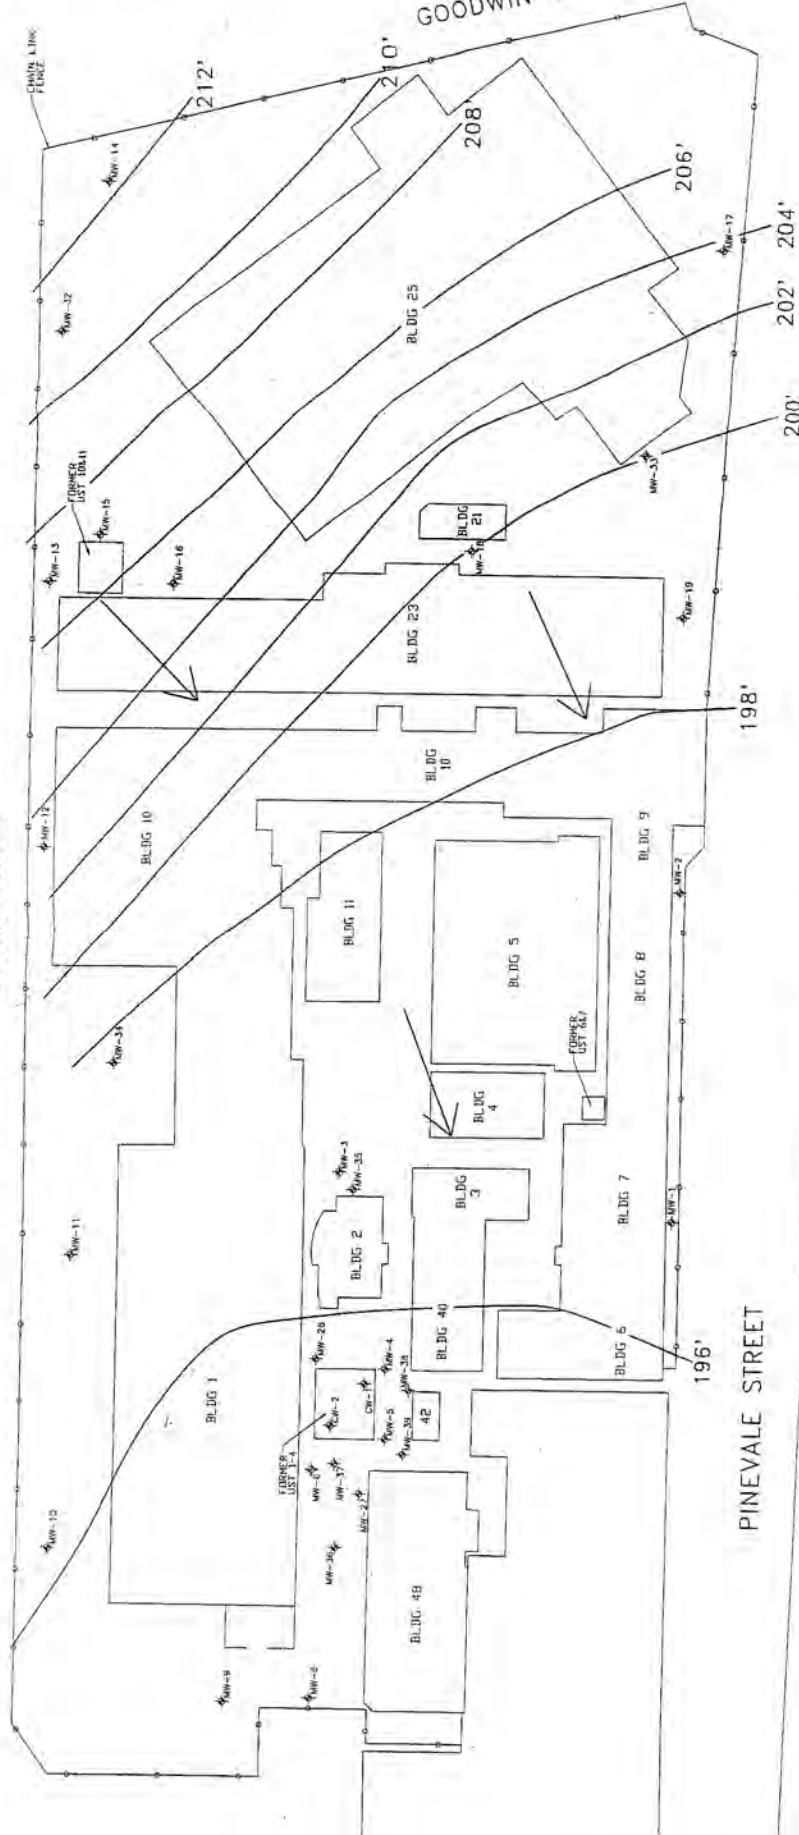 GOODWIN
CHAIN LINK
FENCE
212'
210'
208'
206'
204'
202'
200'
198'
196'
MW-14
MW-32
MW-17
BLDG 25
FORMER
UST 10&11
MW-15
MW-13
MW-16
BLDG
21
MW-18
MW-33
MW-19
BLDG 23
MW-12
BLDG 10
BLDG
10
BLDG 9
BLDG 11
BLDG 5
BLDG 8
MW-2
MW-34
FORMER
UST 6&7
BLDG
4
MW-3
MW-35
BLDG
3
BLDG 7
MW-1
MW-11
BLDG 2
BLDG 40
BLDG 6
BLDG 1
MW-4
MW-38
CW-1
CW-2
42
MW-5
MW-39
FORMER
UST 1-4
MW-37
MW-27
MW-36
MW-10
BLDG 48
MW-9
MW-8
PINEVALE STREET